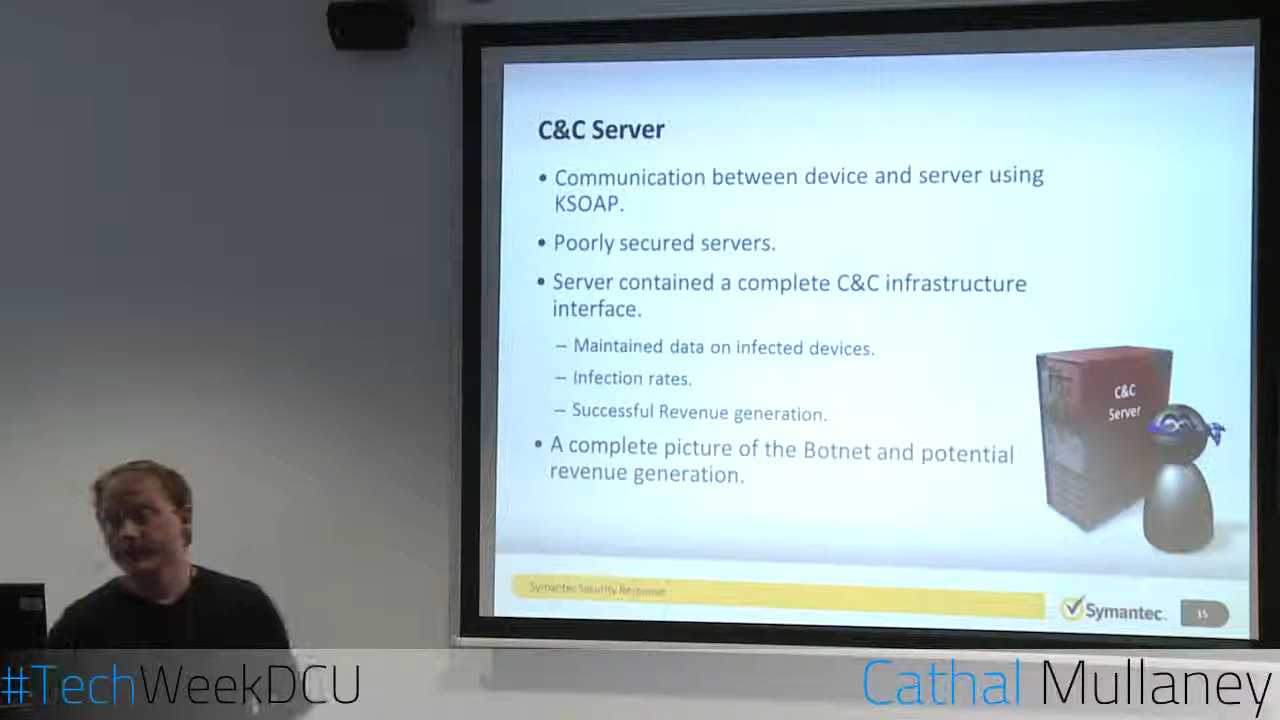 C&C Server
• Communication between device and server using
KSOAP.
• Poorly secured servers.
• Server contained a complete C&C infrastructure
interface.
– Maintained data on infected devices.
– Infection rates.
– Successful Revenue generation.
• A complete picture of the Botnet and potential
revenue generation.
C&C
Server
Symantec Security Response
Symantec.
15
#TechWeekDCU
Cathal Mullaney